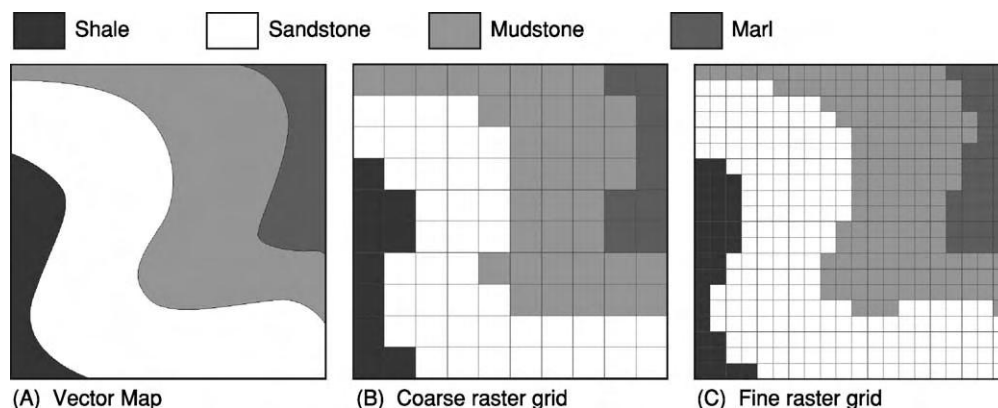 Shale Sandstone Mudstone Marl
(A) Vector Map (B) Coarse raster grid (C) Fine raster grid